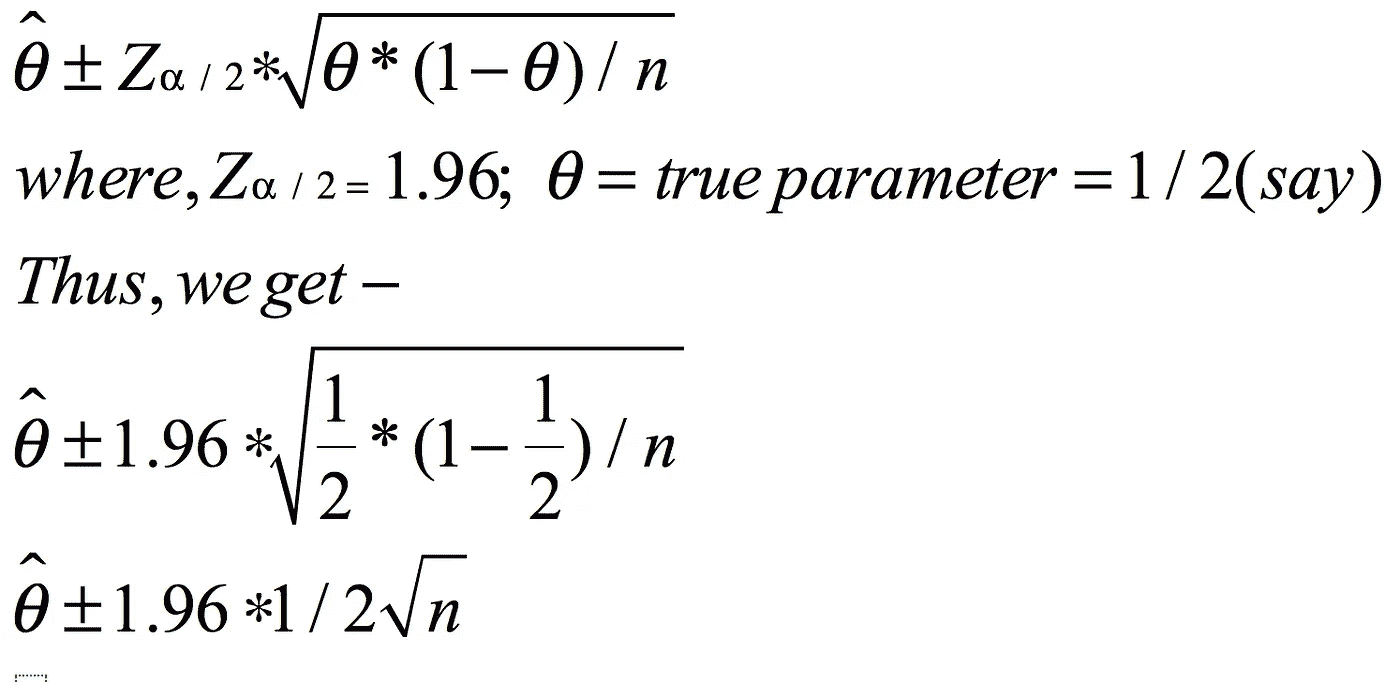 θ̂ ± Zα / 2 * √θ * (1 − θ) / n
where, Zα / 2 = 1.96; θ = true parameter = 1 / 2(say)
Thus, we get −
θ̂ ± 1.96 * √1/2 * (1 − 1/2) / n
θ̂ ± 1.96 * 1 / 2√n